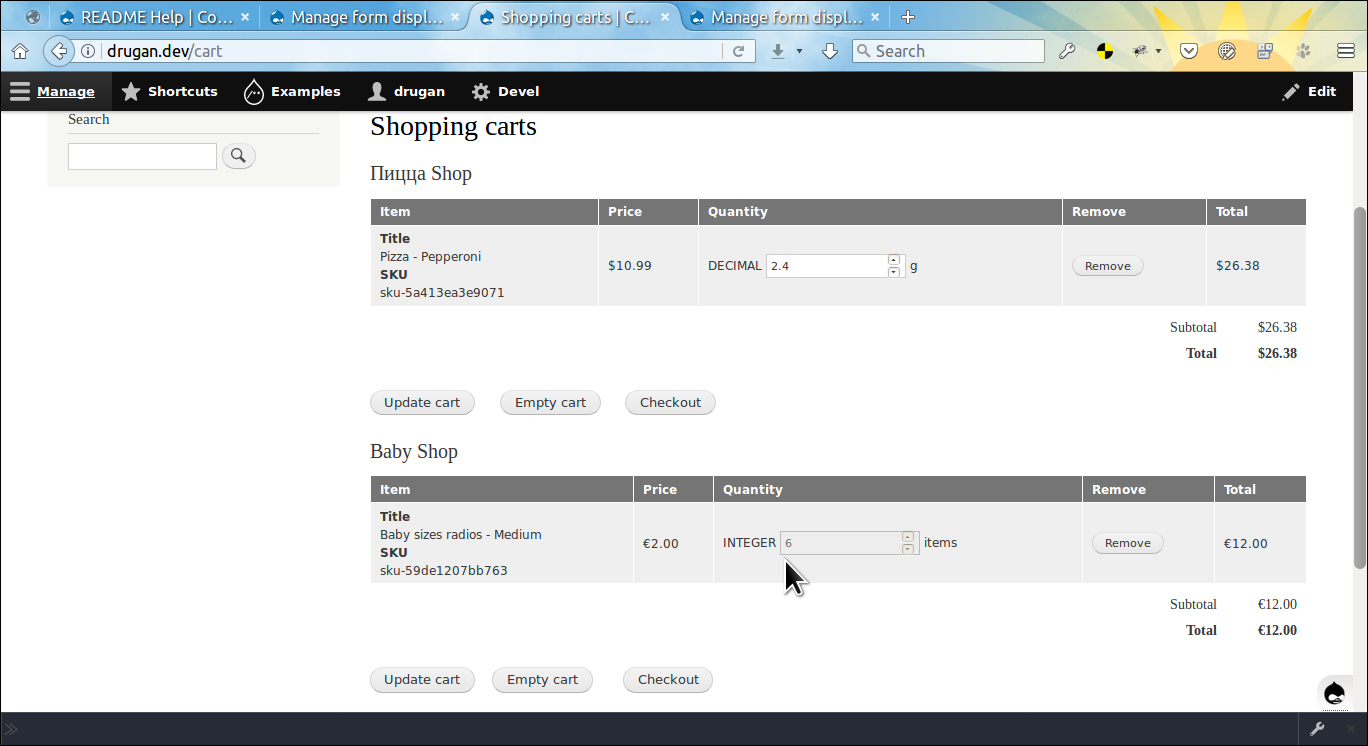 README Help | Co... × Manage form displ... × Shopping carts | C... × Manage form displ... ×
drugan.dev/cart Search
Manage Shortcuts Examples drugan Devel Edit
Search
Shopping carts
Пицца Shop
Item Price Quantity Remove Total
Title
Pizza - Pepperoni
SKU
sku-5a413ea3e9071
$10.99 DECIMAL 2.4 g Remove $26.38
Subtotal $26.38
Total $26.38
Update cart Empty cart Checkout
Baby Shop
Item Price Quantity Remove Total
Title
Baby sizes radios - Medium
SKU
sku-59de1207bb763
€2.00 INTEGER 6 items Remove €12.00
Subtotal €12.00
Total €12.00
Update cart Empty cart Checkout